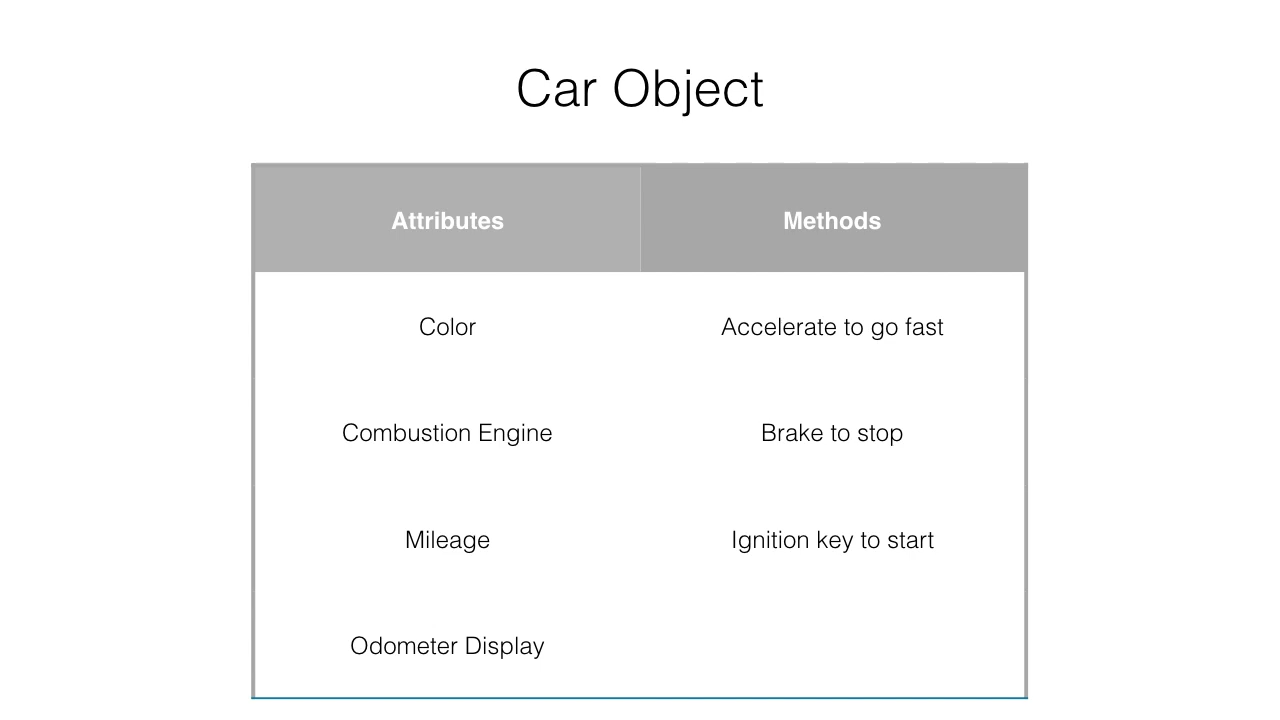 Car Object
Attributes Methods
Color Accelerate to go fast
Combustion Engine Brake to stop
Mileage Ignition key to start
Odometer Display